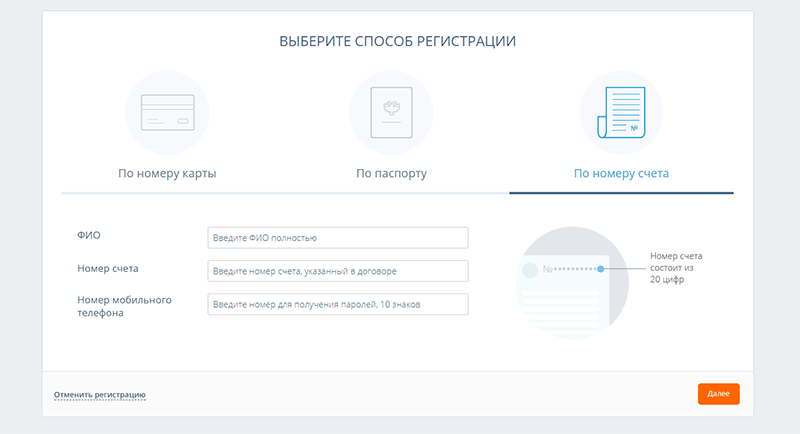 ВЫБЕРИТЕ СПОСОБ РЕГИСТРАЦИИ
№
По номеру карты
По паспорту
По номеру счета
ФИО
Введите ФИО полностью
Номер счета
Введите номер счета, указанный в договоре
Номер мобильного
телефона
Введите номер для получения паролей, 10 знаков
№
Номер счета
состоит из
20 цифр
Отменить регистрацию
Далее